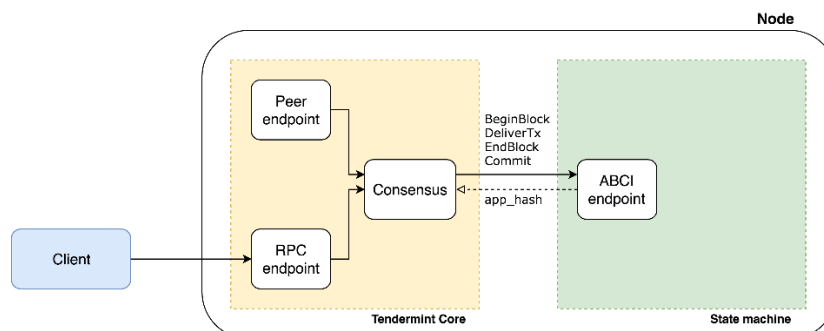 Node
Peer
endpoint
BeginBlock
DeliverTx
EndBlock
Commit
Consensus
ABCI
endpoint
app_hash
Client
RPC
endpoint
Tendermint Core
State machine